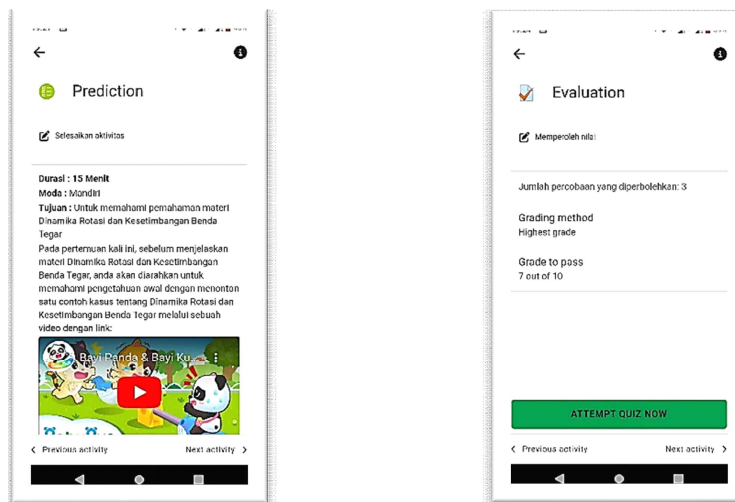 Prediction
Selesaikan aktivitas
Durasi : 15 Menit
Moda : Mandiri
Tujuan : Untuk memahami pemahaman materi
Dinamika Rotasi dan Kesetimbangan Benda
Tegar
Pada pertemuan kali ini, sebelum menjelaskan
materi Dinamika Rotasi dan Kesetimbangan
Benda Tegar, anda akan diarahkan untuk
memahami pengetahuan awal dengan menonton
satu contoh kasus tentang Dinamika Rotasi dan
Kesetimbangan Benda Tegar melalui sebuah
video dengan link:
Bayi Panda & Bayi Ku...
Previous activity
Next activity
Evaluation
Memperoleh nilai
Jumlah percobaan yang diperbolehkan: 3
Grading method
Highest grade
Grade to pass
7 out of 10
ATTEMPT QUIZ NOW
Previous activity
Next activity